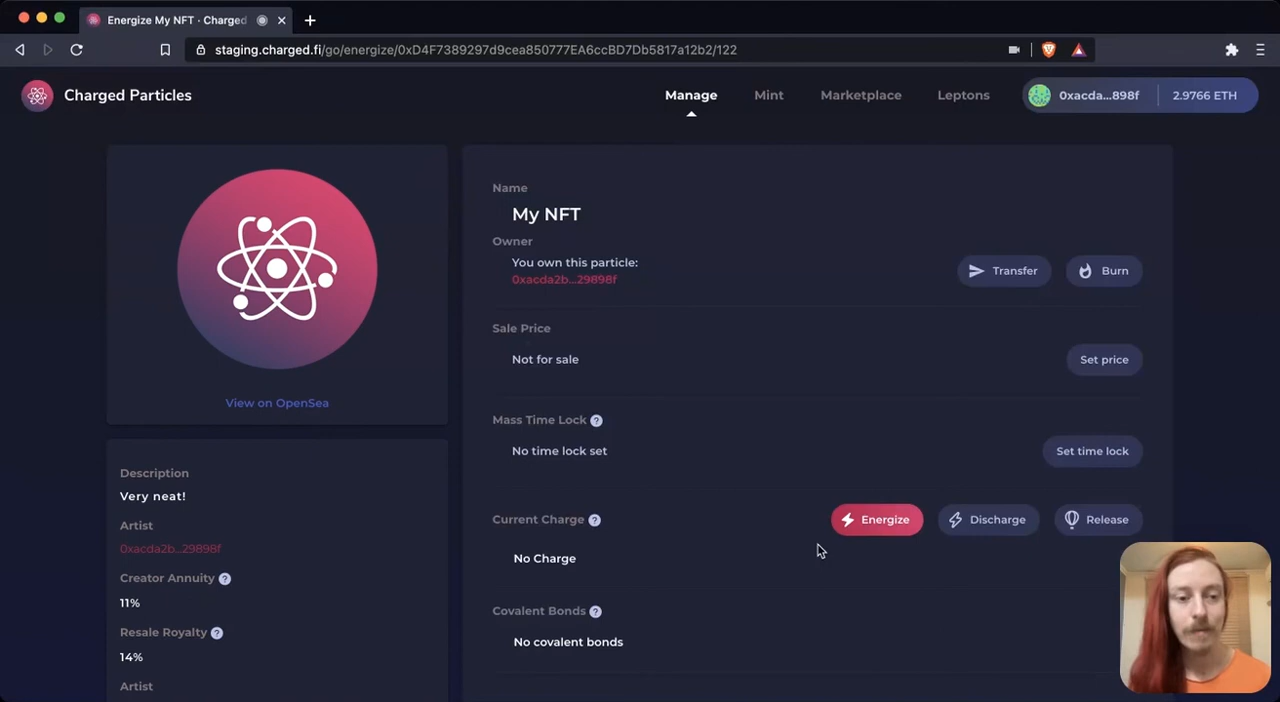 Energize My NFT · Charged
staging.charged.fi/go/energize/0xD4F7389297d9cea850777EA6ccBD7Db5817a12b2/122
Charged Particles
Manage
Mint
Marketplace
Leptons
0xacda...898f
2.9766 ETH
View on OpenSea
Description
Very neat!
Artist
0xacda2b...29898f
Creator Annuity ?
11%
Resale Royalty ?
14%
Artist
Name
My NFT
Owner
You own this particle:
0xacda2b...29898f
Transfer
Burn
Sale Price
Not for sale
Set price
Mass Time Lock ?
No time lock set
Set time lock
Current Charge ?
Energize
Discharge
Release
No Charge
Covalent Bonds ?
No covalent bonds